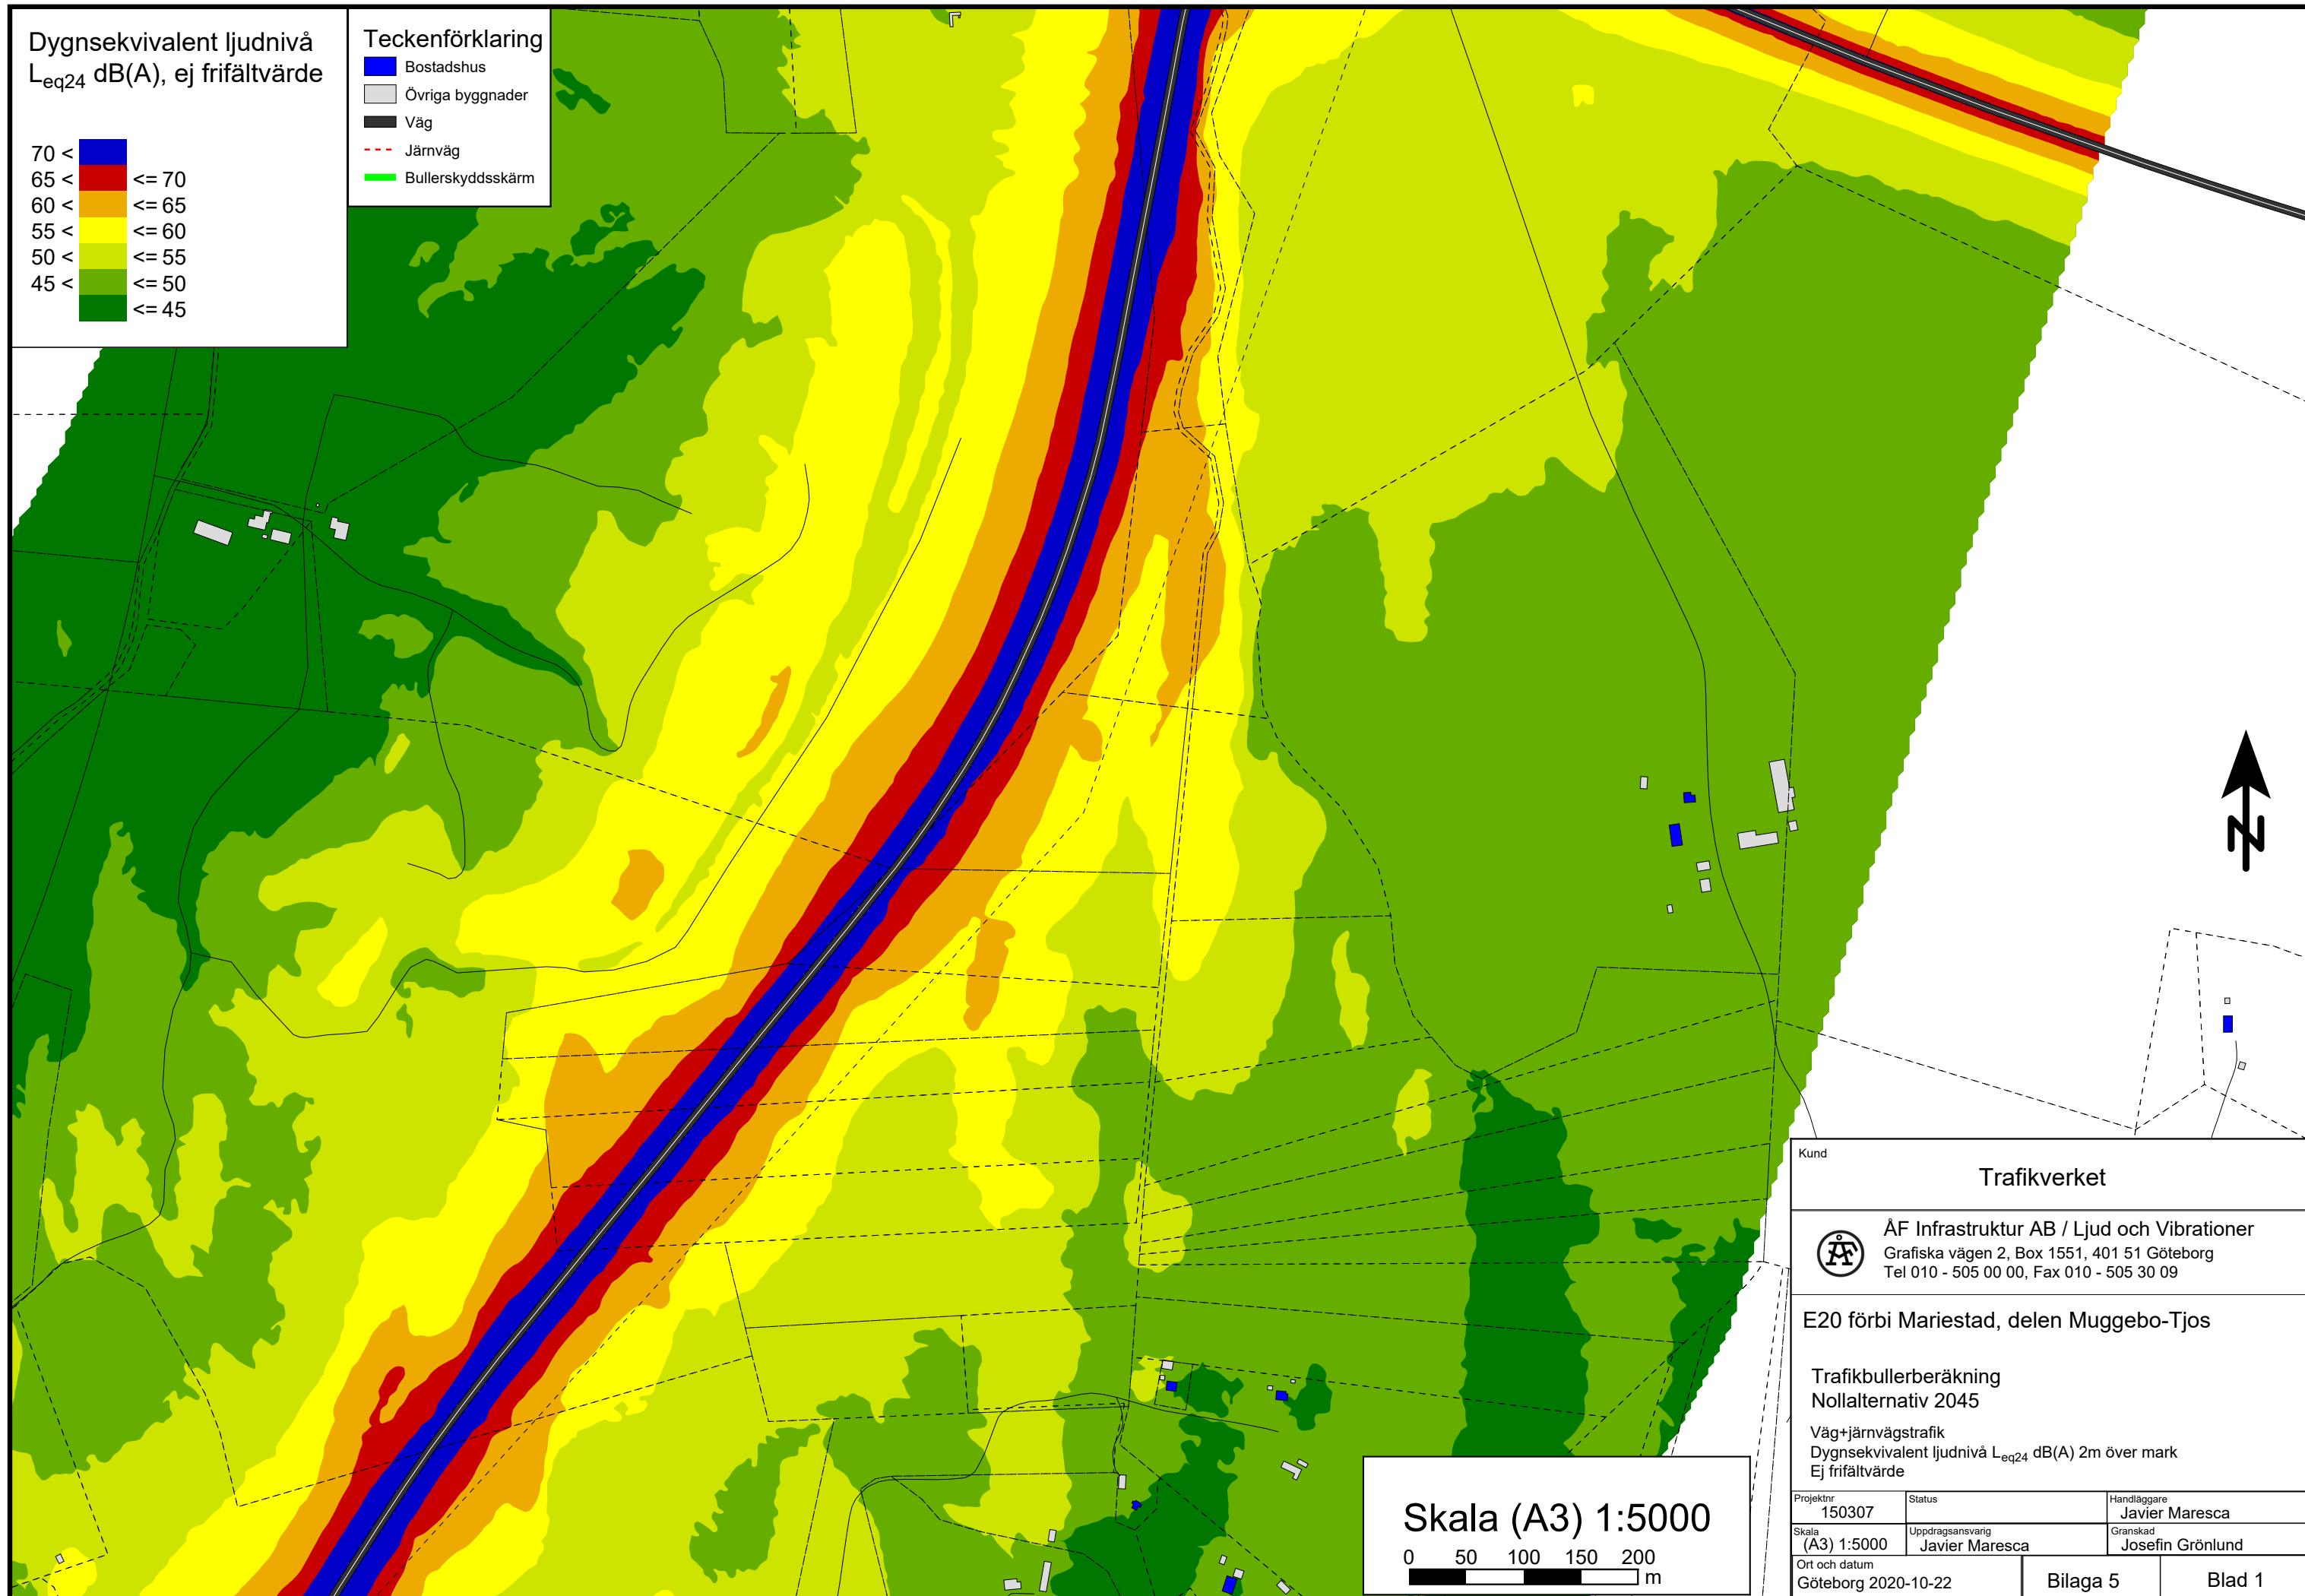 Dygnsekvivalent ljudnivå
Leq24 dB(A), ej frifältvärde
70 <
65 < <= 70
60 < <= 65
55 < <= 60
50 < <= 55
45 < <= 50
<= 45
Teckenförklaring
Bostadshus
Övriga byggnader
Väg
Järnväg
Bullerskyddsskärm
N
Skala (A3) 1:5000
0 50 100 150 200
m
Kund
Trafikverket
ÅF
ÅF Infrastruktur AB / Ljud och Vibrationer
Grafiska vägen 2, Box 1551, 401 51 Göteborg
Tel 010 - 505 00 00, Fax 010 - 505 30 09
E20 förbi Mariestad, delen Muggebo-Tjos
Trafikbullerberäkning
Nollalternativ 2045
Väg+järnvägstrafik
Dygnsekvivalent ljudnivå Leq24 dB(A) 2m över mark
Ej frifältvärde
Projektnr
150307
Status
Handläggare
Javier Maresca
Skala
(A3) 1:5000
Uppdragsansvarig
Javier Maresca
Granskad
Josefin Grönlund
Ort och datum
Göteborg 2020-10-22
Bilaga 5
Blad 1